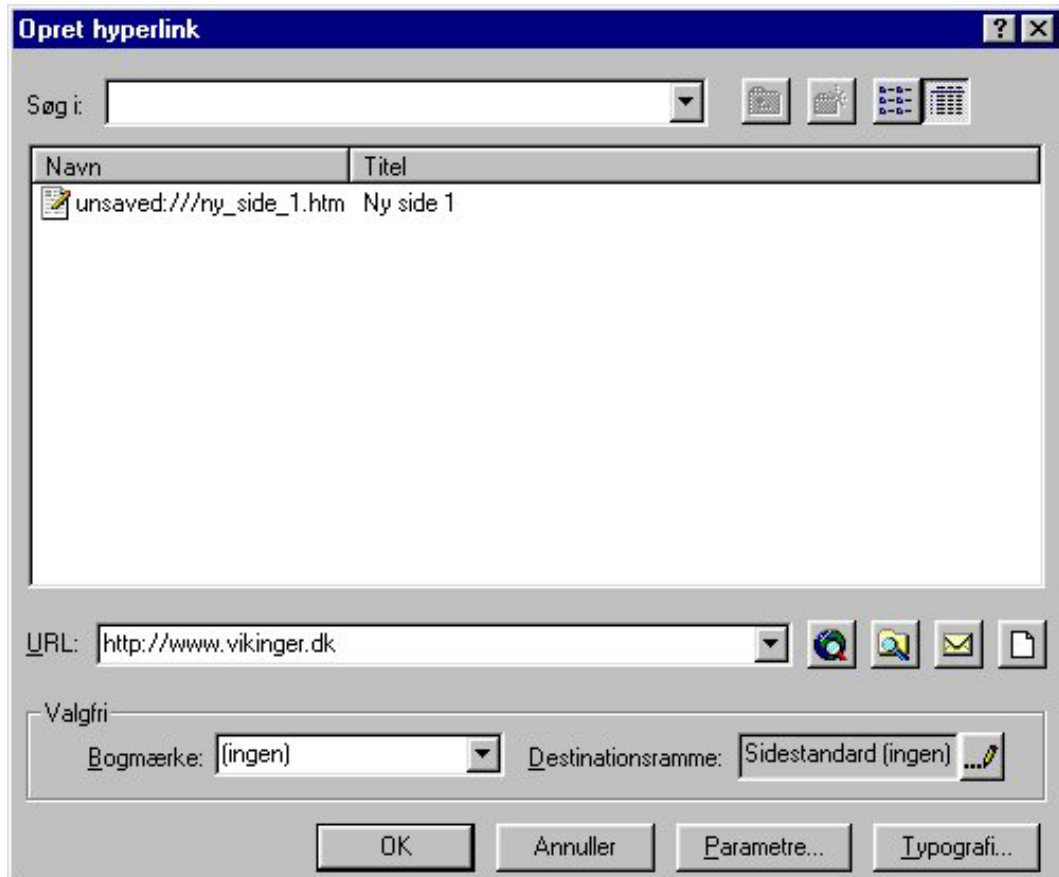 Opret hyperlink
Søg i:
Navn Titel
unsaved:///ny_side_1.htm Ny side 1
URL: http://www.vikinger.dk
Valgfri
Bogmærke: (ingen) Destinationsramme: Sidestandard (ingen) ...
OK Annuller Parametre... Typografi...